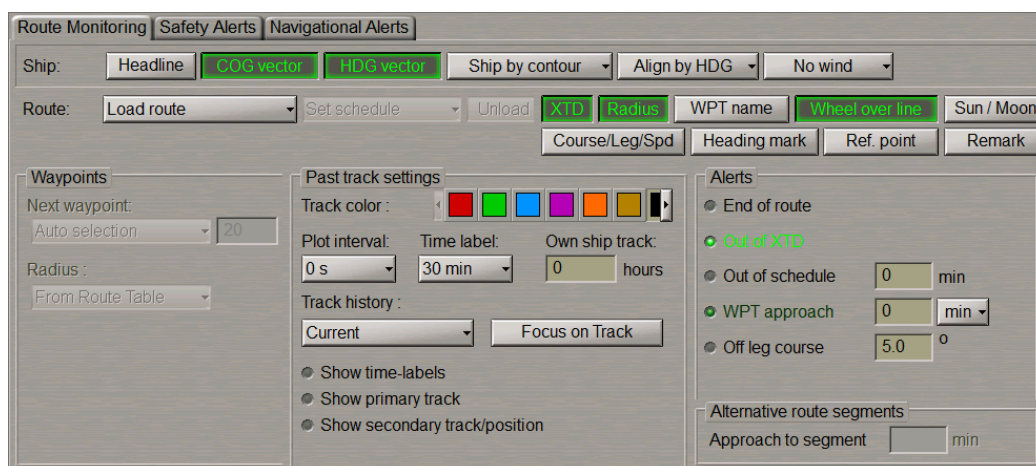 Route Monitoring Safety Alerts Navigational Alerts
Ship: Headline COG vector HDG vector Ship by contour Align by HDG No wind
Route: Load route Set schedule Unload XTD Radius WPT name Wheel over line Sun / Moon
Course/Leg/Spd Heading mark Ref. point Remark
Waypoints
Next waypoint:
Auto selection 20
Radius :
From Route Table
Past track settings
Track color :
Plot interval: Time label: Own ship track:
0 s 30 min 0 hours
Track history :
Current Focus on Track
Show time-labels
Show primary track
Show secondary track/position
Alerts
End of route
Out of XTD
Out of schedule 0 min
WPT approach 0 min
Off leg course 5.0 o
Alternative route segments
Approach to segment min